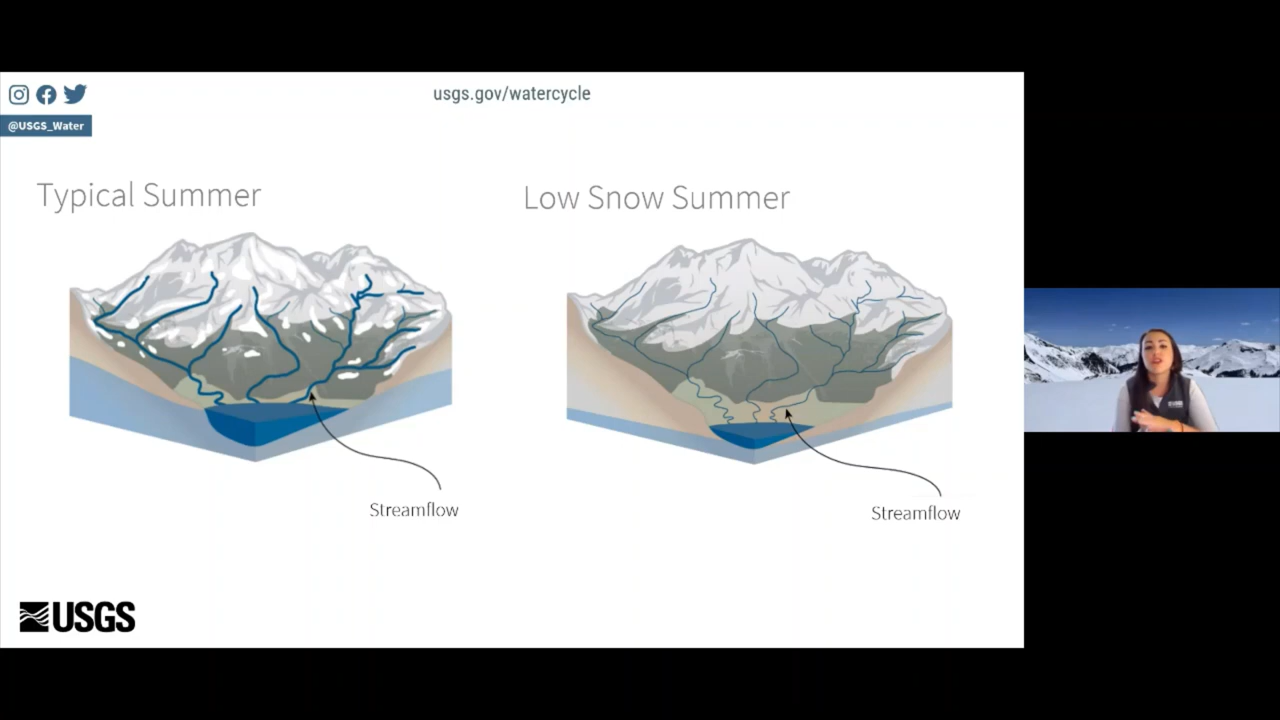 usgs.gov/watercycle
@USGS_Water
Typical Summer
Low Snow Summer
Streamflow
Streamflow
USGS